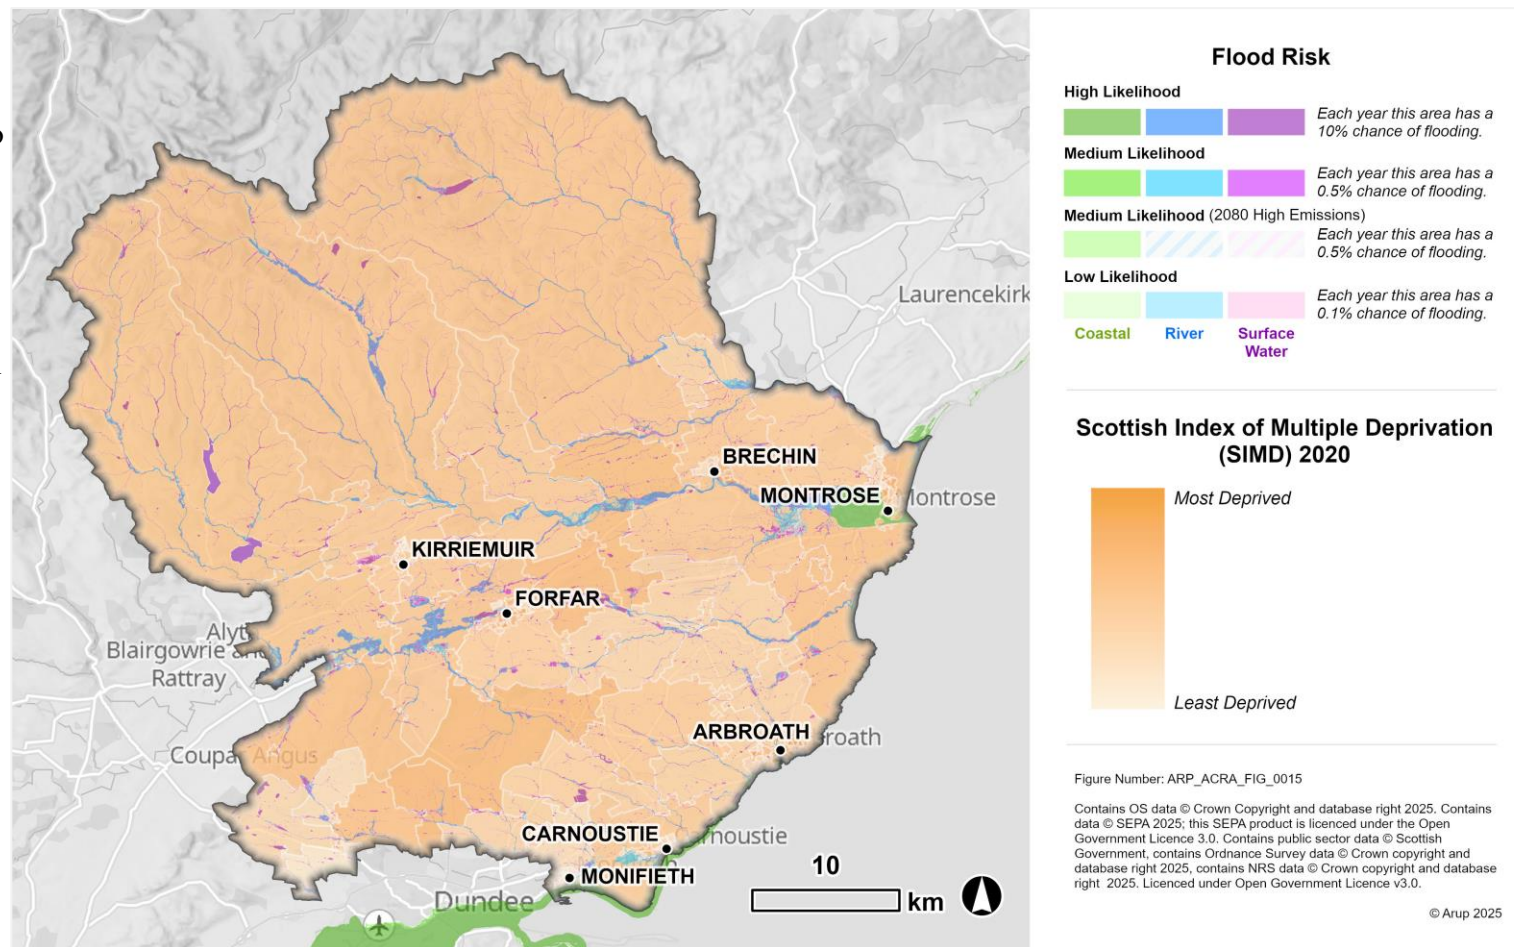 Flood Risk
High Likelihood
Each year this area has a
10% chance of flooding.
Medium Likelihood
Each year this area has a
0.5% chance of flooding.
Medium Likelihood (2080 High Emissions)
Each year this area has a
0.5% chance of flooding.
Low Likelihood
Each year this area has a
0.1% chance of flooding.
Coastal
River
Surface
Water
Scottish Index of Multiple Deprivation
(SIMD) 2020
Most Deprived
Least Deprived
Figure Number: ARP_ACRA_FIG_0015
Contains OS data © Crown Copyright and database right 2025. Contains
data © SEPA 2025; this SEPA product is licenced under the Open
Government Licence 3.0. Contains public sector data © Scottish
Government, contains Ordnance Survey data © Crown copyright and
database right 2025, contains NRS data © Crown copyright and database
right 2025. Licenced under Open Government Licence v3.0.
© Arup 2025
Laurencekirk
BRECHIN
MONTROSE
ontrose
KIRRIEMUIR
FORFAR
Alyt
Blairgowrie an
Rattray
ARBROATH
roath
Coupar Angus
CARNOUSTIE
rnoustie
MONIFIETH
Dundee
10
km